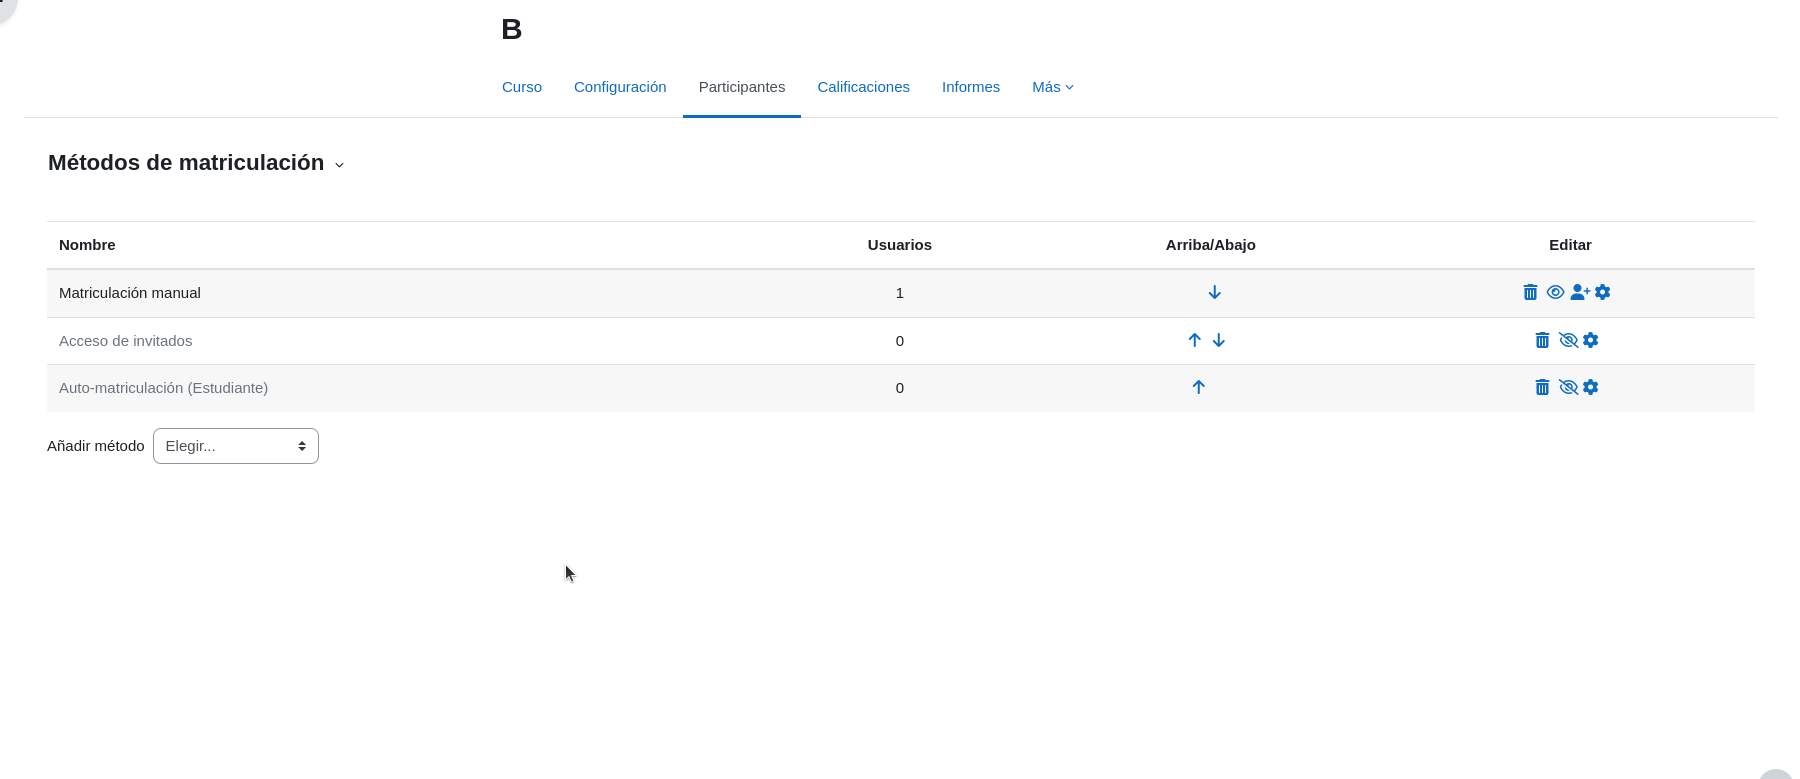 B
Curso Configuración Participantes Calificaciones Informes Más
Métodos de matriculación
Nombre Usuarios Arriba/Abajo Editar
Matriculación manual 1
Acceso de invitados 0
Auto-matriculación (Estudiante) 0
Añadir método Elegir...